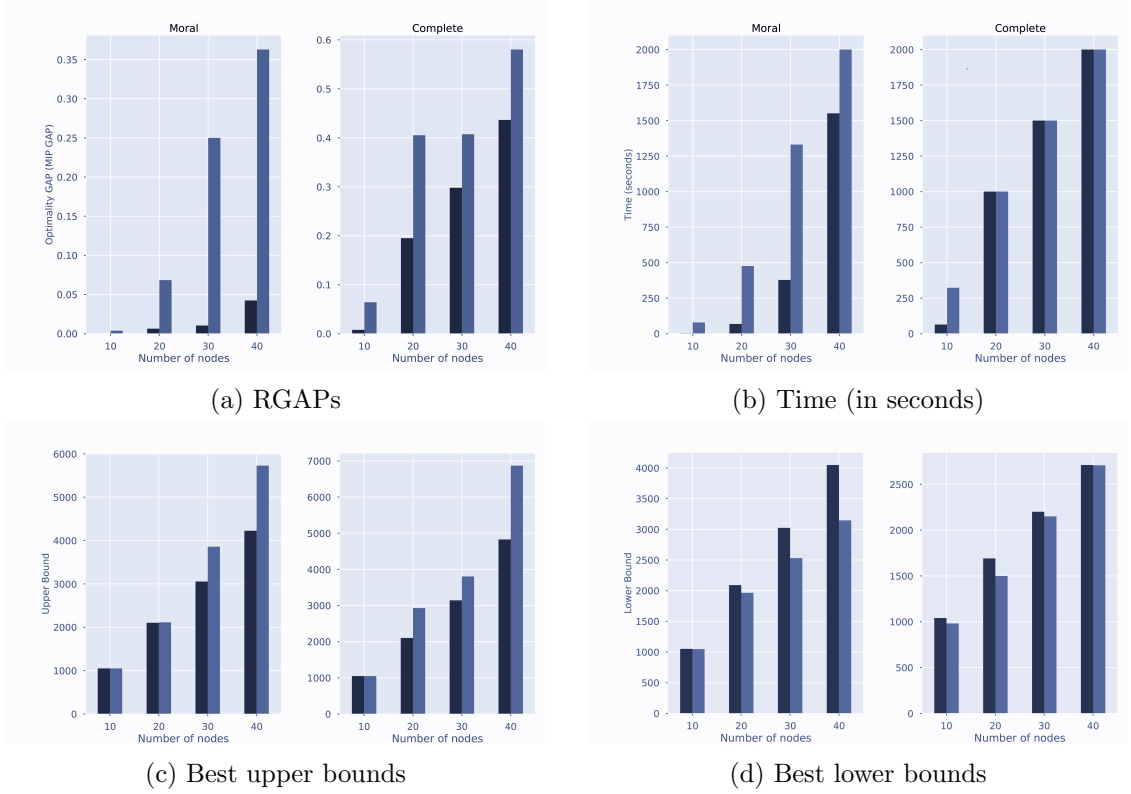 Moral
Complete
Optimality GAP (MIP GAP)
0.35
0.30
0.25
0.20
0.15
0.10
0.05
0.00
10 20 30 40
Number of nodes
0.6
0.5
0.4
0.3
0.2
0.1
0.0
10 20 30 40
Number of nodes
(a) RGAPs
Moral
Complete
Time (seconds)
2000
1750
1500
1250
1000
750
500
250
0
10 20 30 40
Number of nodes
2000
1750
1500
1250
1000
750
500
250
0
10 20 30 40
Number of nodes
(b) Time (in seconds)
Upper Bound
6000
5000
4000
3000
2000
1000
0
10 20 30 40
Number of nodes
7000
6000
5000
4000
3000
2000
1000
0
10 20 30 40
Number of nodes
(c) Best upper bounds
Lower Bound
4000
3500
3000
2500
2000
1500
1000
500
0
10 20 30 40
Number of nodes
2500
2000
1500
1000
500
0
10 20 30 40
Number of nodes
(d) Best lower bounds